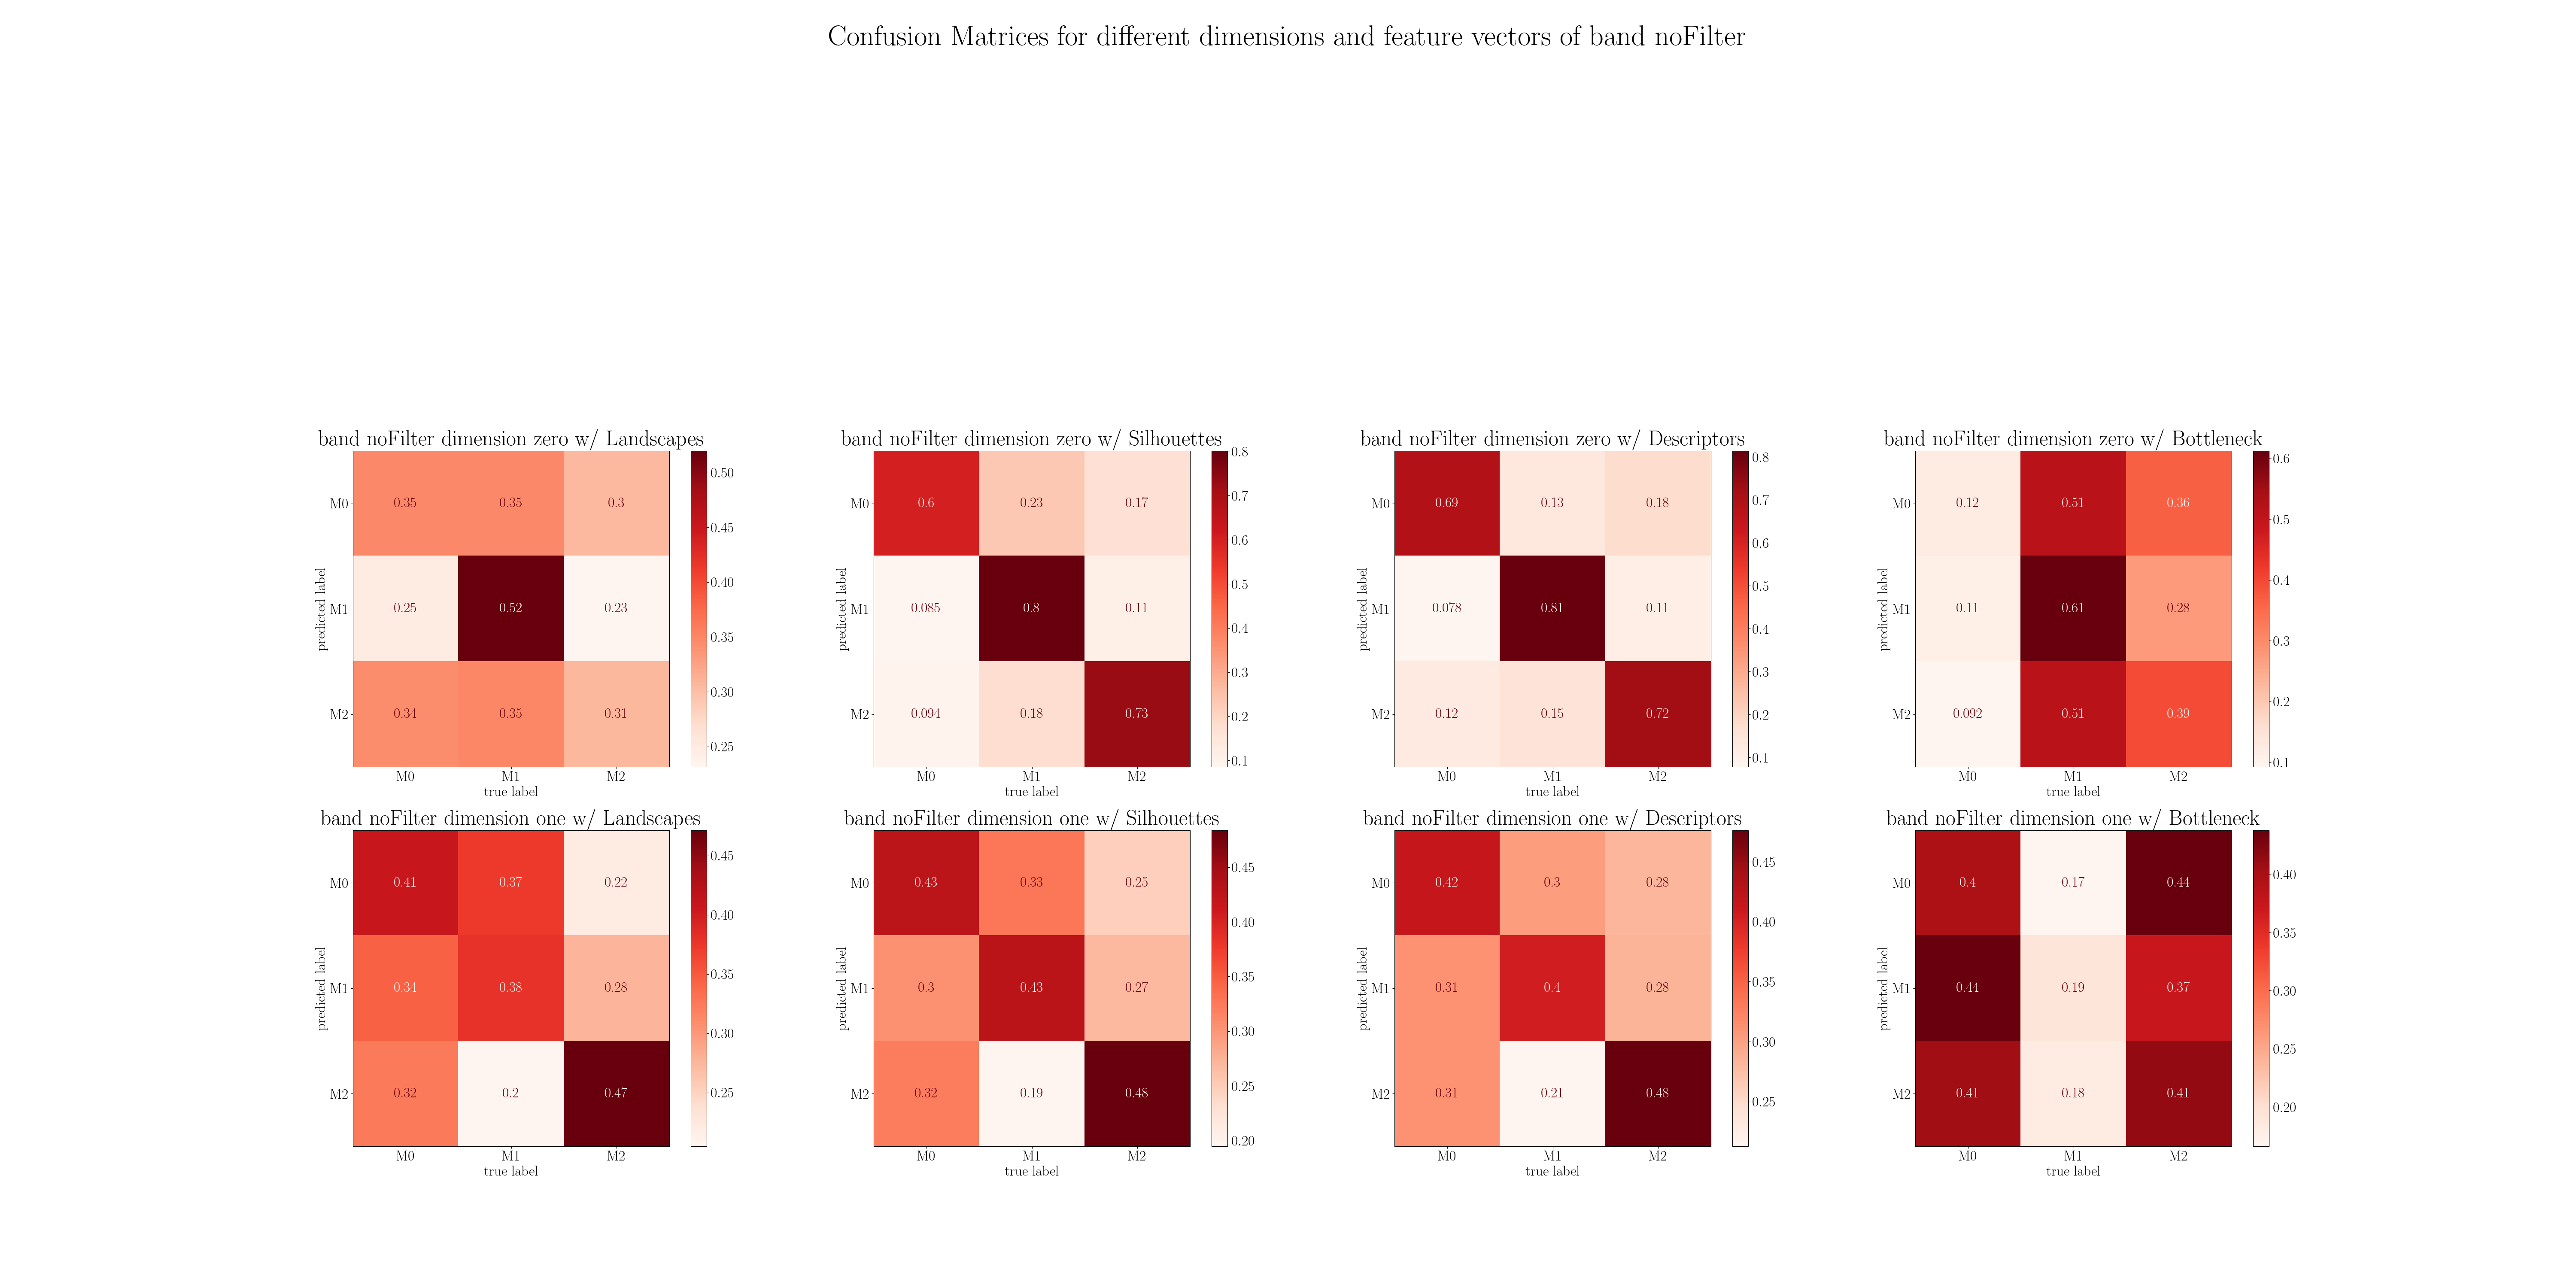 Confusion Matrices for different dimensions and feature vectors of band noFilter
band noFilter dimension zero w/ Landscapes
predicted label
M0 0.35 0.35 0.3
M1 0.25 0.52 0.23
M2 0.34 0.35 0.31
M0 M1 M2
true label
0.50
0.45
0.40
0.35
0.30
0.25
band noFilter dimension zero w/ Silhouettes
predicted label
M0 0.6 0.23 0.17
M1 0.085 0.8 0.11
M2 0.094 0.18 0.73
M0 M1 M2
true label
0.8
0.7
0.6
0.5
0.4
0.3
0.2
0.1
band noFilter dimension zero w/ Descriptors
predicted label
M0 0.69 0.13 0.18
M1 0.078 0.81 0.11
M2 0.12 0.15 0.72
M0 M1 M2
true label
0.8
0.7
0.6
0.5
0.4
0.3
0.2
0.1
band noFilter dimension zero w/ Bottleneck
predicted label
M0 0.12 0.51 0.36
M1 0.11 0.61 0.28
M2 0.092 0.51 0.39
M0 M1 M2
true label
0.6
0.5
0.4
0.3
0.2
0.1
band noFilter dimension one w/ Landscapes
predicted label
M0 0.41 0.37 0.22
M1 0.34 0.38 0.28
M2 0.32 0.2 0.47
M0 M1 M2
true label
0.45
0.40
0.35
0.30
0.25
band noFilter dimension one w/ Silhouettes
predicted label
M0 0.43 0.33 0.25
M1 0.3 0.43 0.27
M2 0.32 0.19 0.48
M0 M1 M2
true label
0.45
0.40
0.35
0.30
0.25
0.20
band noFilter dimension one w/ Descriptors
predicted label
M0 0.42 0.3 0.28
M1 0.31 0.4 0.28
M2 0.31 0.21 0.48
M0 M1 M2
true label
0.45
0.40
0.35
0.30
0.25
band noFilter dimension one w/ Bottleneck
predicted label
M0 0.4 0.17 0.44
M1 0.44 0.19 0.37
M2 0.41 0.18 0.41
M0 M1 M2
true label
0.40
0.35
0.30
0.25
0.20